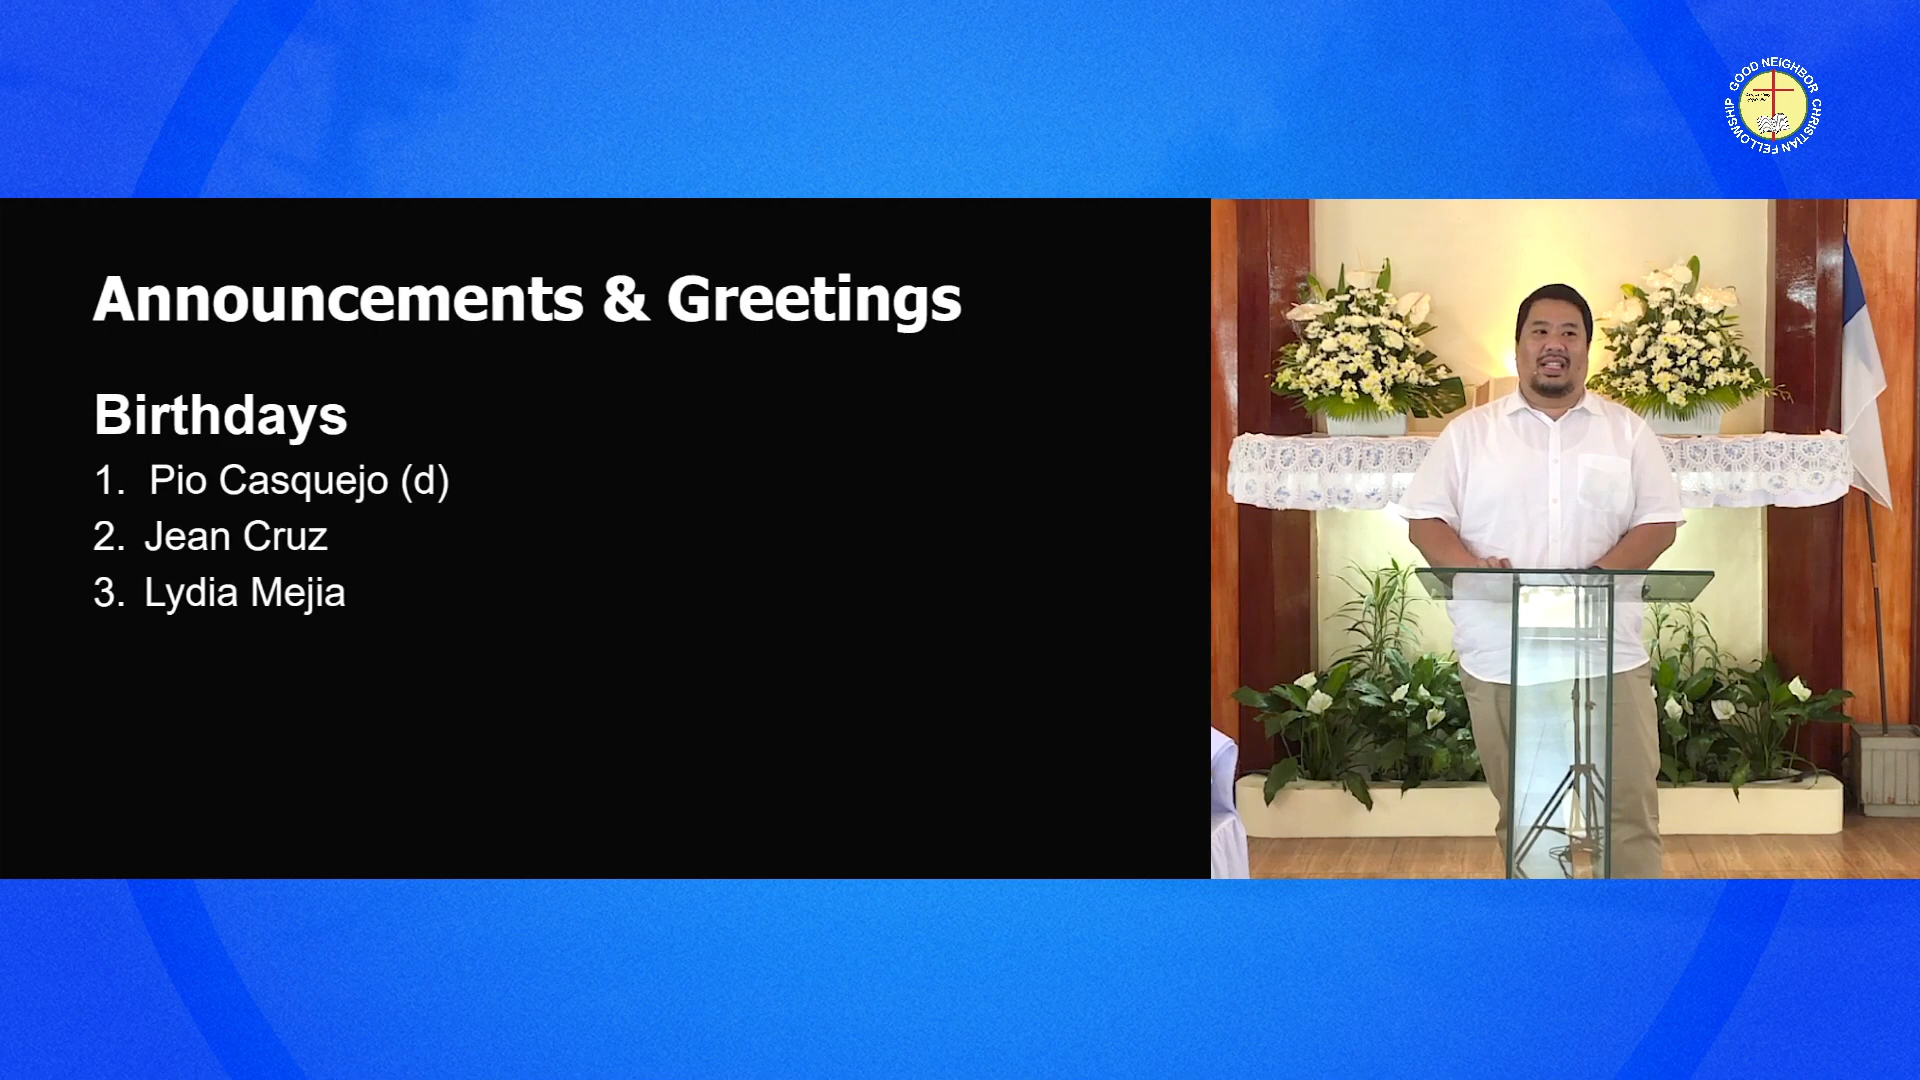 GOOD NEIGHBOR CHRISTIAN FELLOWSHIP
Announcements & Greetings
Birthdays
1. Pio Casquejo (d)
2. Jean Cruz
3. Lydia Mejia